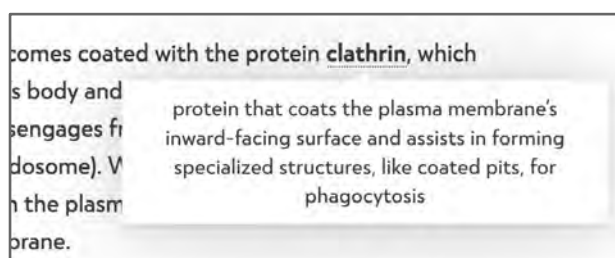 comes coated with the protein clathrin, which
s body and
sengages f
dosome). W
n the plasm
brane.
protein that coats the plasma membrane's
inward-facing surface and assists in forming
specialized structures, like coated pits, for
phagocytosis